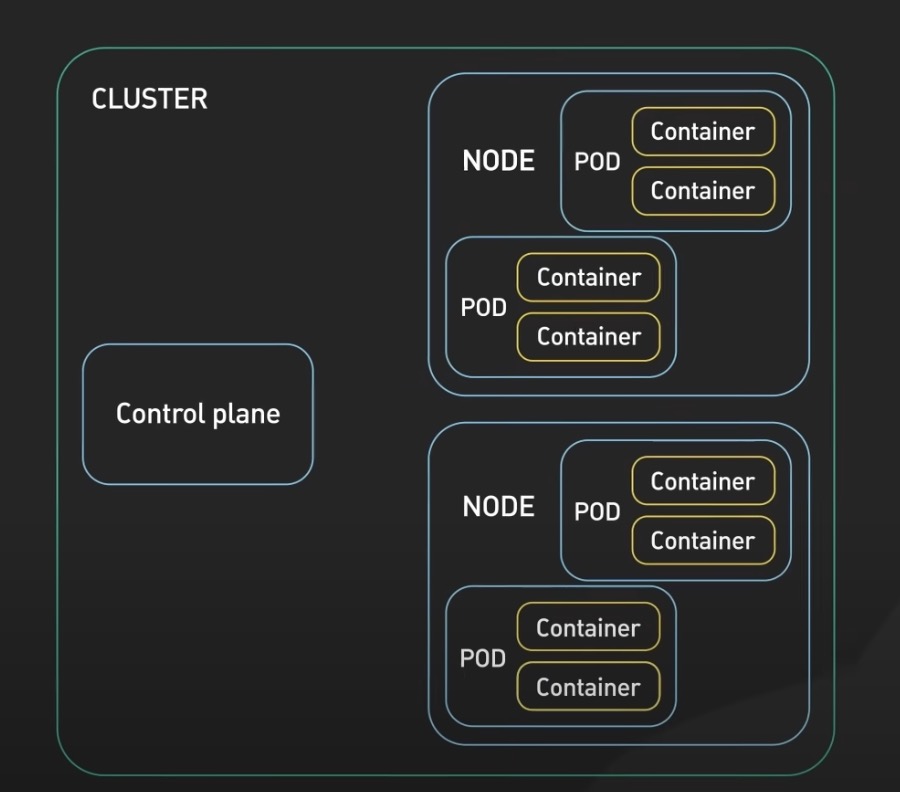 CLUSTER
NODE
POD
Container
Container
POD
Container
Container
Control plane
NODE
POD
Container
Container
POD
Container
Container